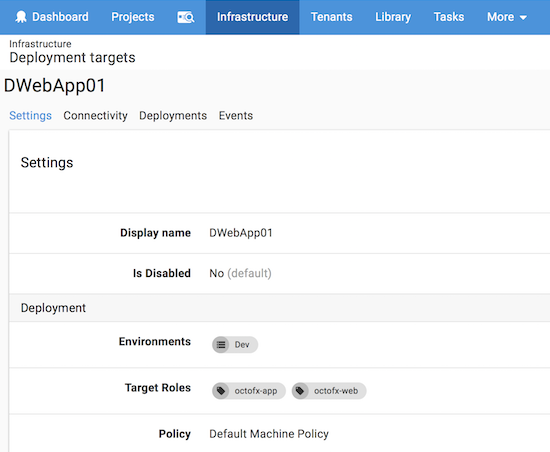 Dashboard Projects Infrastructure Tenants Library Tasks More
Infrastructure
Deployment targets
DWebApp01
Settings Connectivity Deployments Events
Settings
Display name DWebApp01
Is Disabled No (default)
Deployment
Environments Dev
Target Roles octofx-app octofx-web
Policy Default Machine Policy